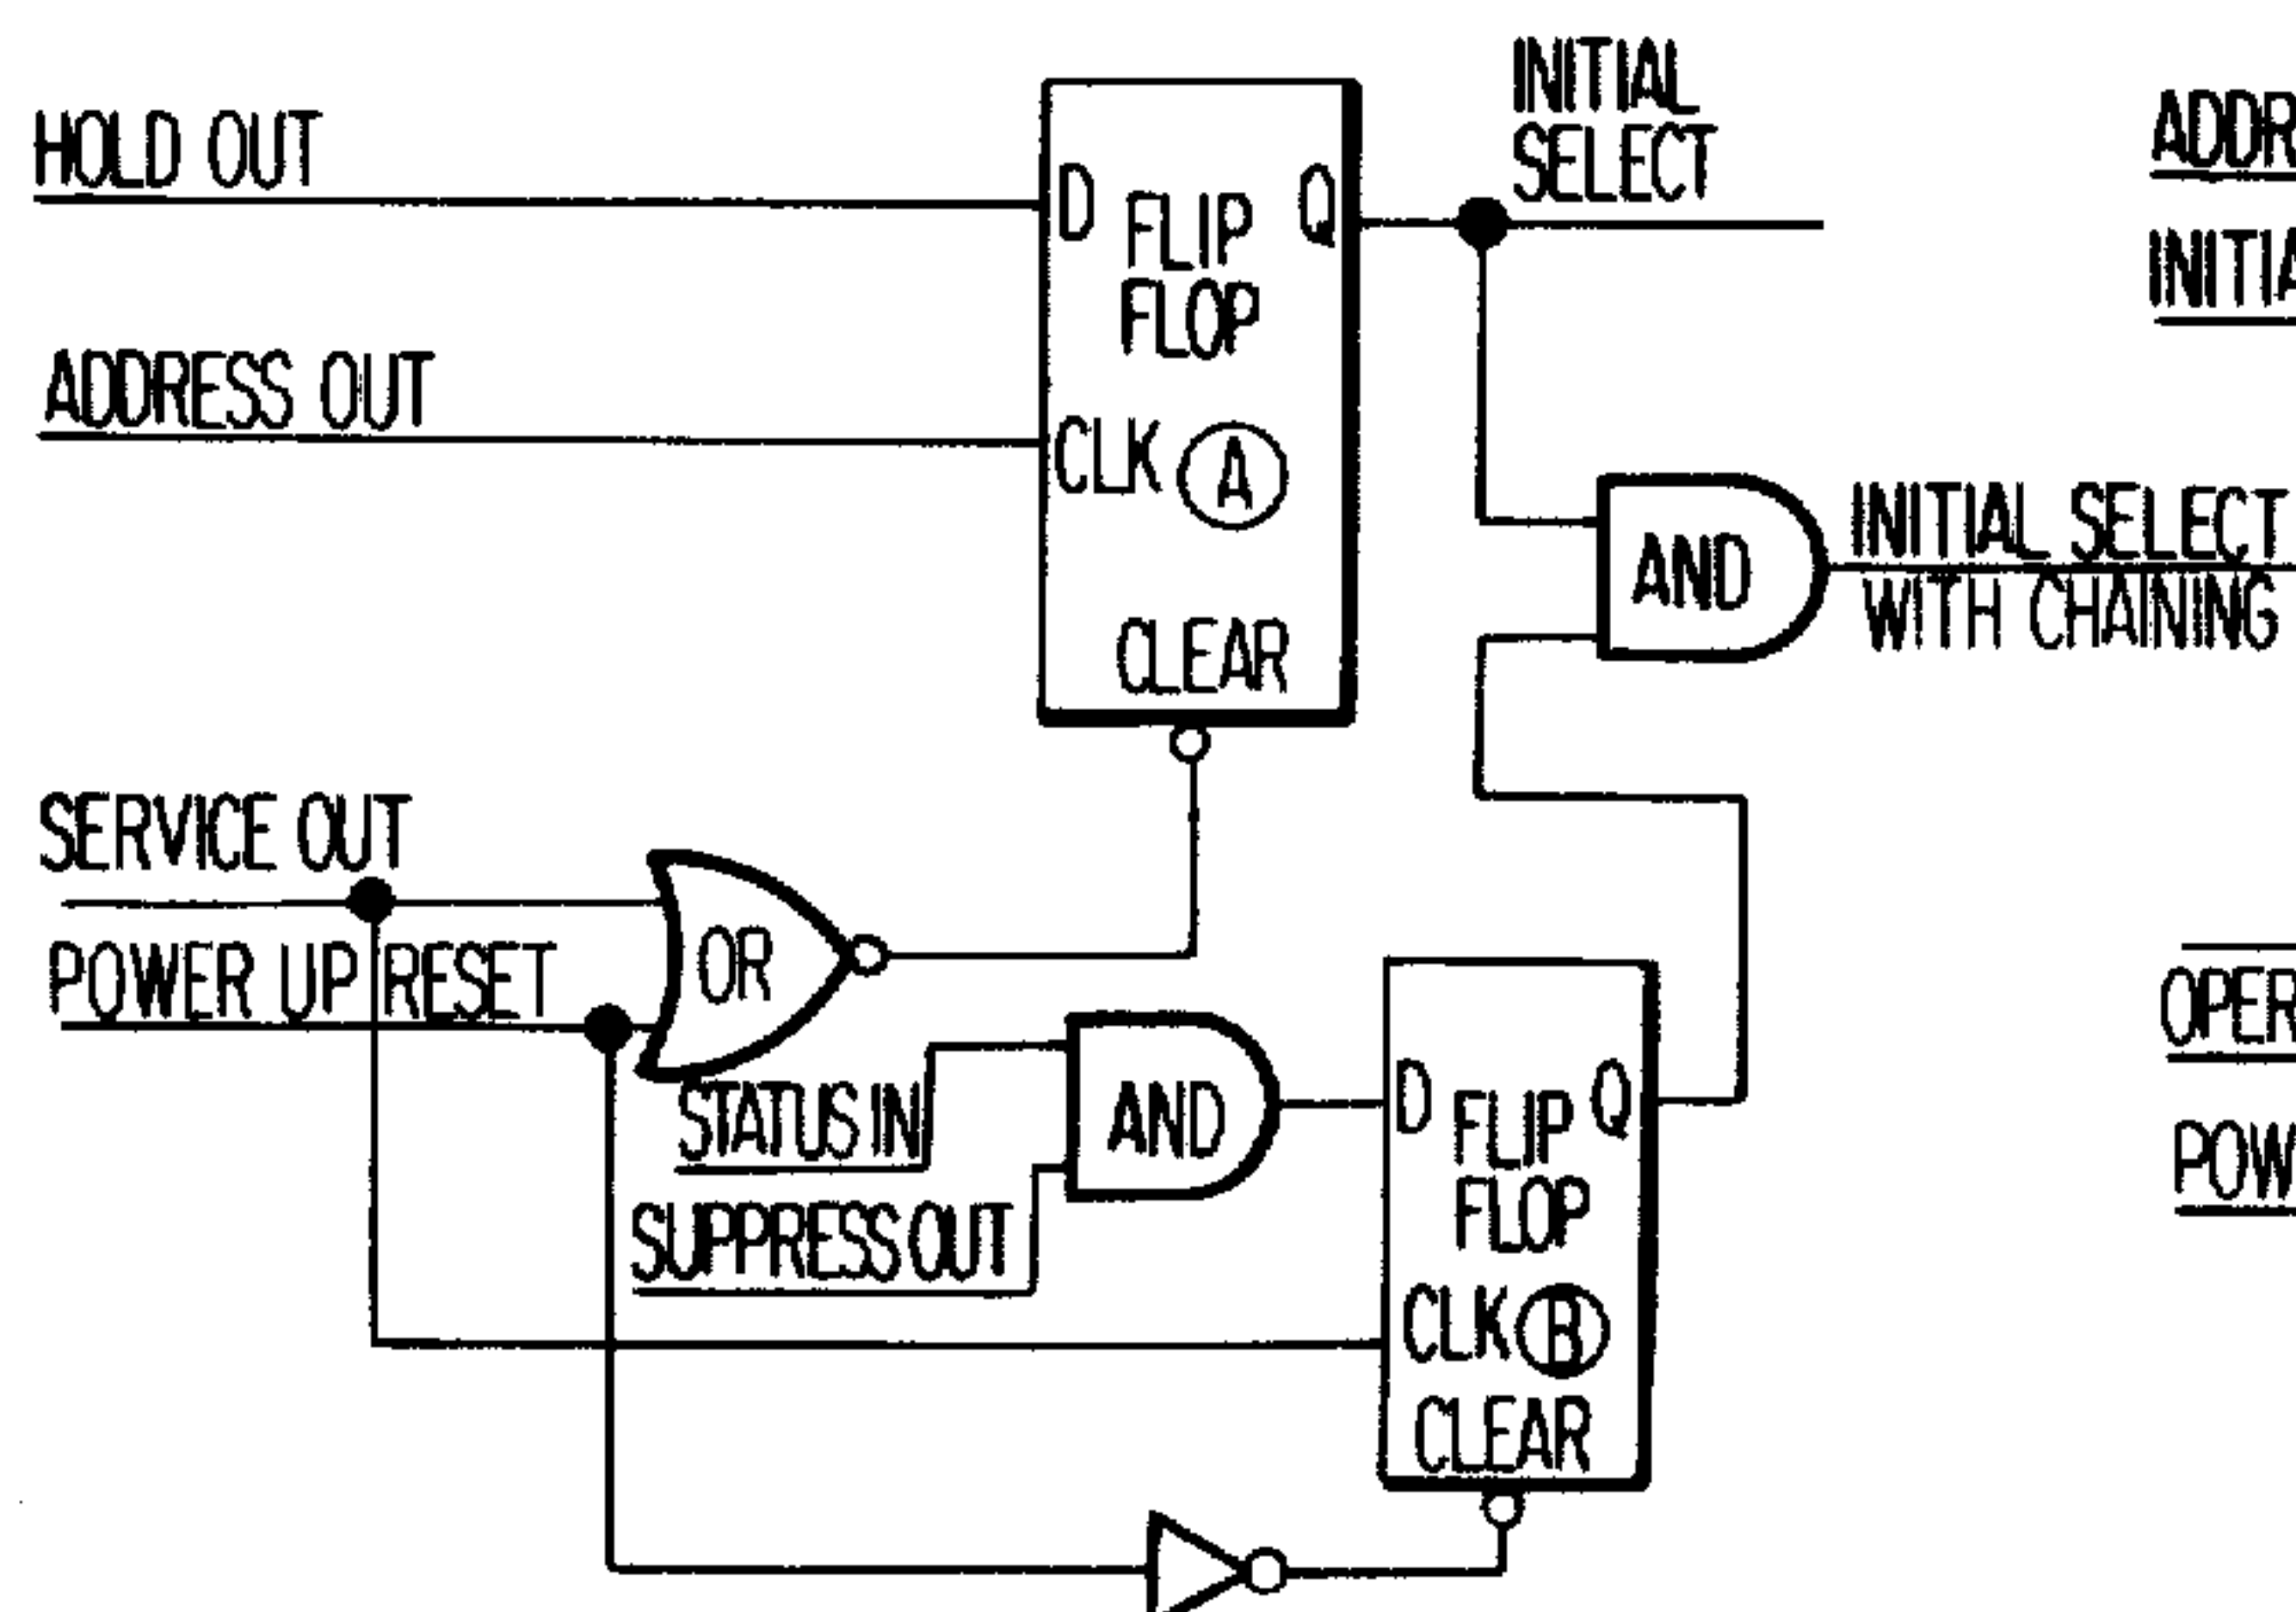 INITIAL
SELECT
HOLD OUT
D
FLIP
FLOP
Q
ADDRESS OUT
CLK
A
CLEAR
AND
INITIAL SELECT
WITH CHAINING
SERVICE OUT
OR
POWER UP RESET
STATUS IN
AND
SUPPRESS OUT
D
FLIP
FLOP
Q
CLK
B
CLEAR